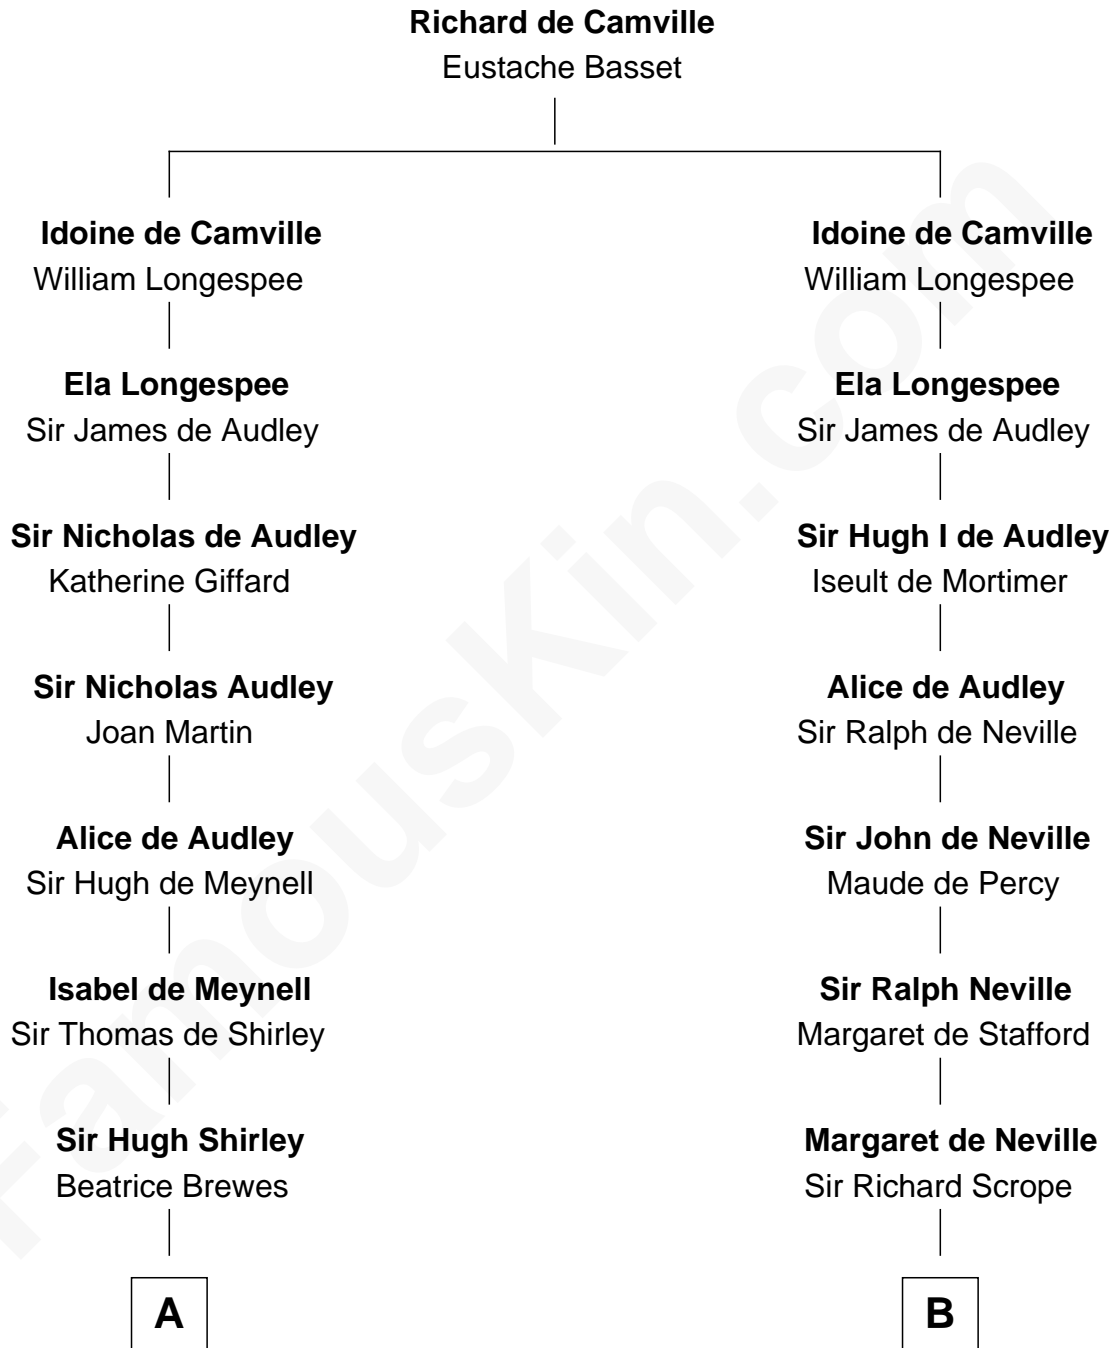 Richard de Camville
Eustache Basset
Idoine de Camville
William Longespee
Idoine de Camville
William Longespee
Ela Longespee
Sir James de Audley
Ela Longespee
Sir James de Audley
Sir Nicholas de Audley
Katherine Giffard
Sir Hugh I de Audley
Iseult de Mortimer
Sir Nicholas Audley
Joan Martin
Alice de Audley
Sir Ralph de Neville
Alice de Audley
Sir Hugh de Meynell
Sir John de Neville
Maude de Percy
Isabel de Meynell
Sir Thomas de Shirley
Sir Ralph Neville
Margaret de Stafford
Sir Hugh Shirley
Beatrice Brewes
Margaret de Neville
Sir Richard Scrope
A
B
FamousKin.com